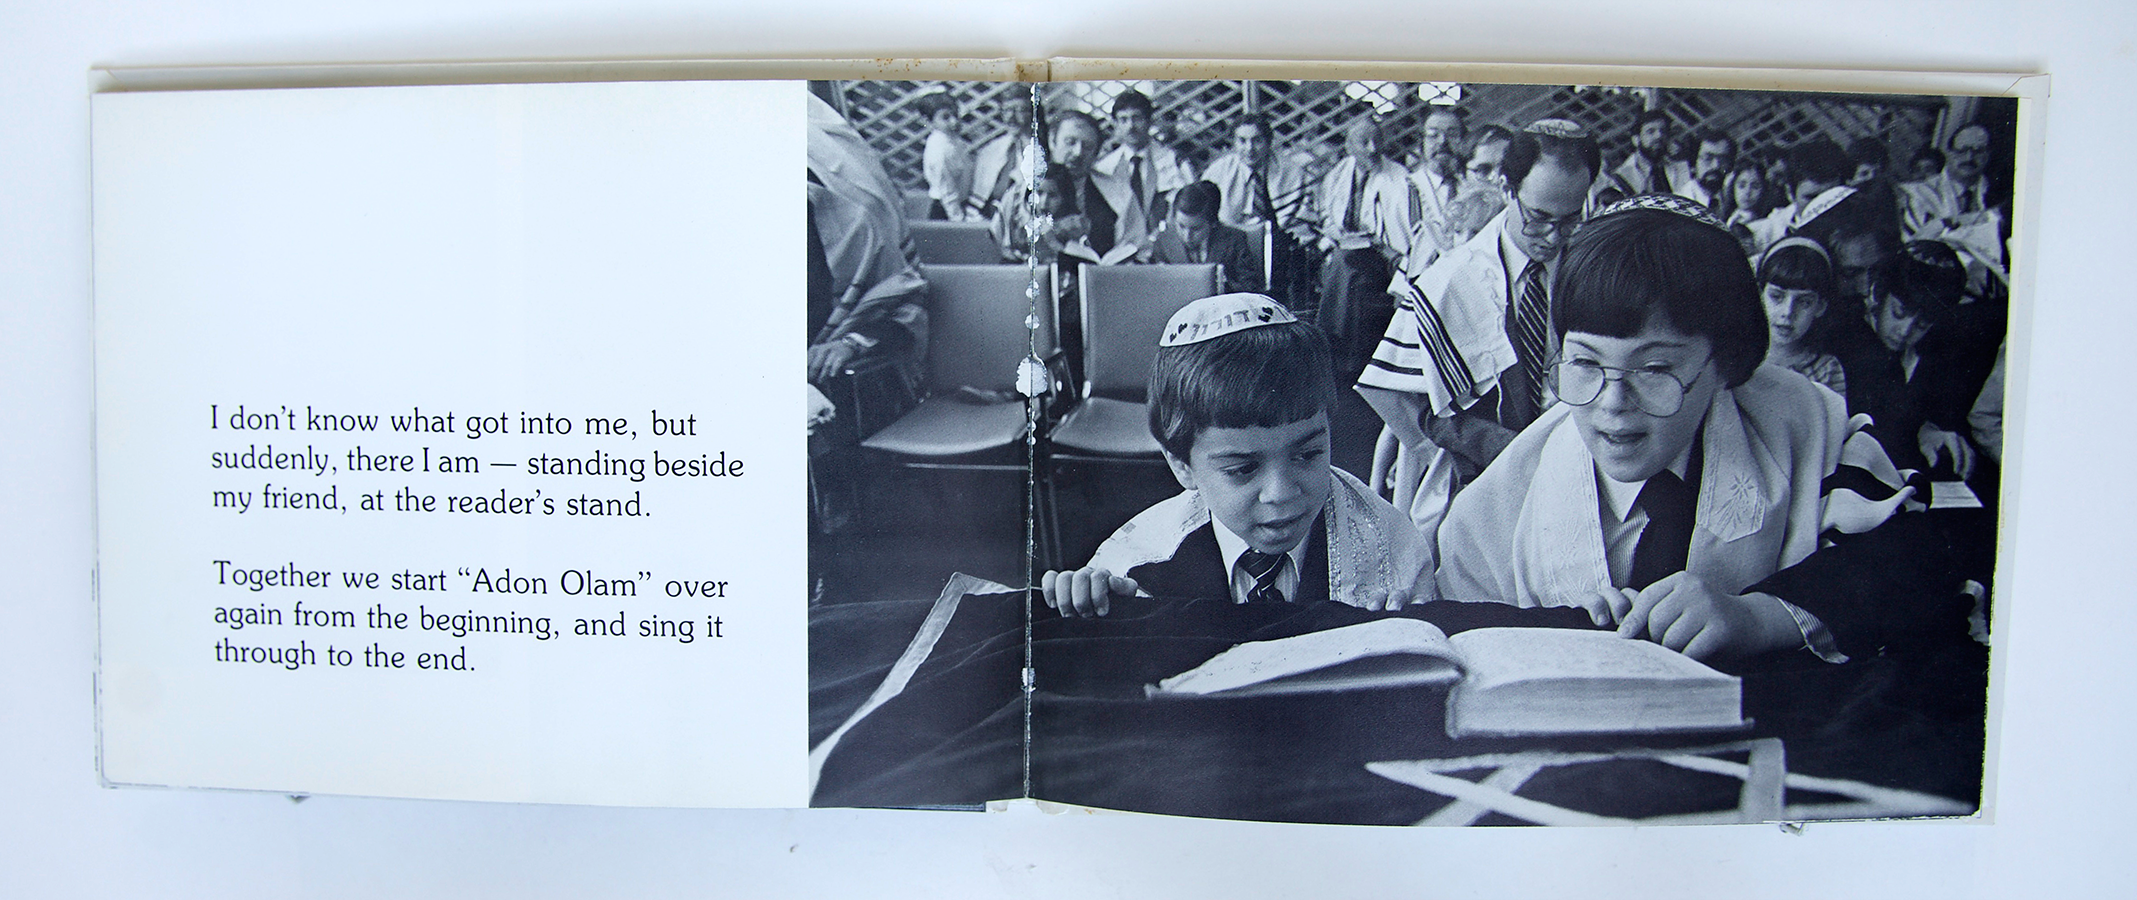 I don't know what got into me, but
suddenly, there I am — standing beside
my friend, at the reader's stand.
Together we start “Adon Olam” over
again from the beginning, and sing it
through to the end.
דורון